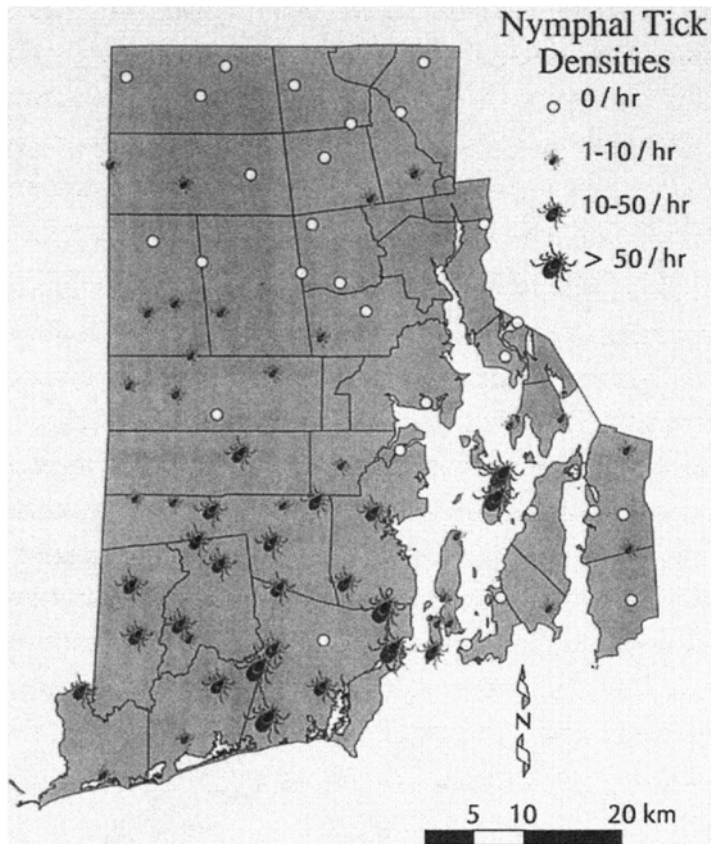 Nymphal Tick
Densities
0 / hr
1-10 / hr
10-50 / hr
> 50 / hr
N
5 10 20 km